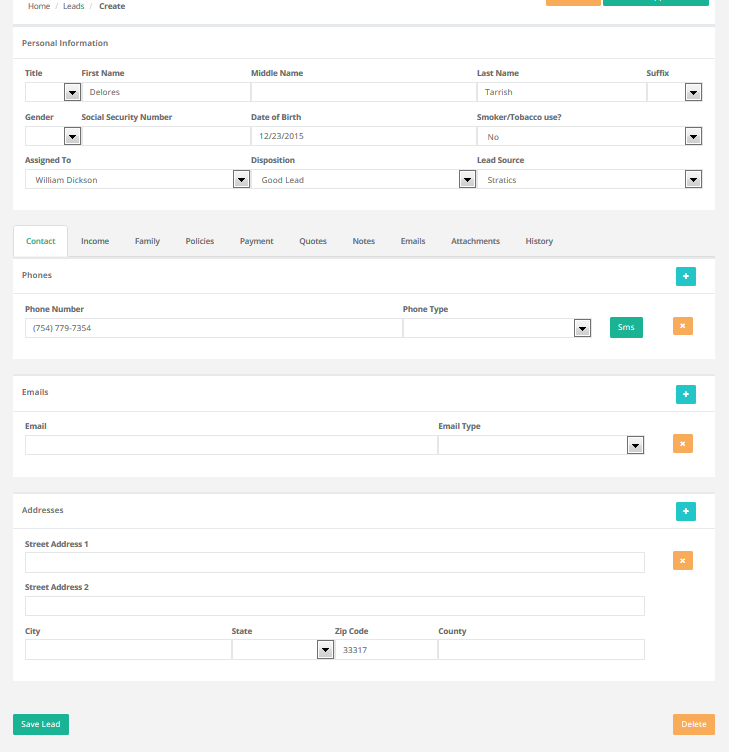 Home / Leads / Create
Personal Information
Title First Name Middle Name Last Name Suffix
Delores Tarrish
Gender Social Security Number Date of Birth Smoker/Tobacco use?
12/23/2015 No
Assigned To Disposition Lead Source
William Dickson Good Lead Stratics
Contact Income Family Policies Payment Quotes Notes Emails Attachments History
Phones +
Phone Number Phone Type
(754) 779-7354 Sms ×
Emails +
Email Email Type
×
Addresses +
Street Address 1
×
Street Address 2
City State Zip Code County
33317
Save Lead Delete